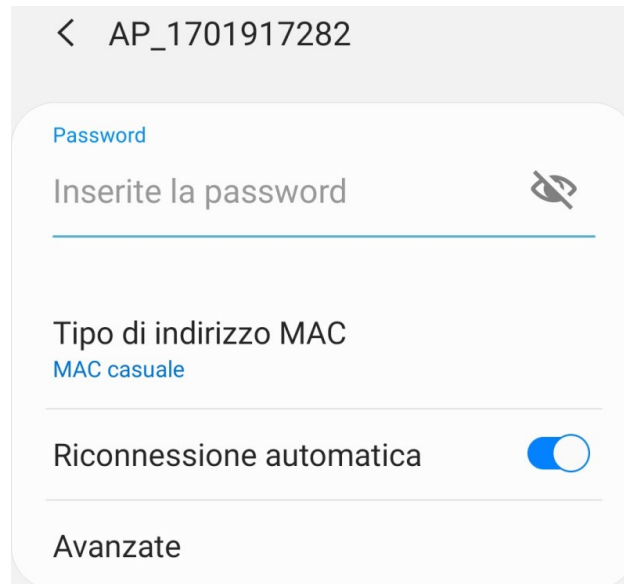 AP_1701917282
Password
Inserite la password
Tipo di indirizzo MAC
MAC casuale
Riconnessione automatica
Avanzate